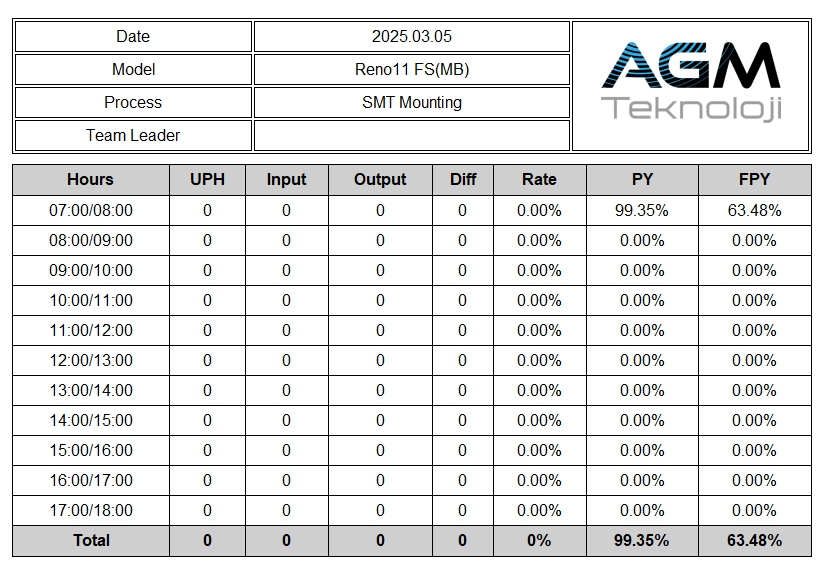 Date 2025.03.05
Model Reno11 FS(MB)
Process SMT Mounting
Team Leader
AGM
Teknoloji
Hours UPH Input Output Diff Rate PY FPY
07:00/08:00 0 0 0 0 0.00% 99.35% 63.48%
08:00/09:00 0 0 0 0 0.00% 0.00% 0.00%
09:00/10:00 0 0 0 0 0.00% 0.00% 0.00%
10:00/11:00 0 0 0 0 0.00% 0.00% 0.00%
11:00/12:00 0 0 0 0 0.00% 0.00% 0.00%
12:00/13:00 0 0 0 0 0.00% 0.00% 0.00%
13:00/14:00 0 0 0 0 0.00% 0.00% 0.00%
14:00/15:00 0 0 0 0 0.00% 0.00% 0.00%
15:00/16:00 0 0 0 0 0.00% 0.00% 0.00%
16:00/17:00 0 0 0 0 0.00% 0.00% 0.00%
17:00/18:00 0 0 0 0 0.00% 0.00% 0.00%
Total 0 0 0 0 0% 99.35% 63.48%